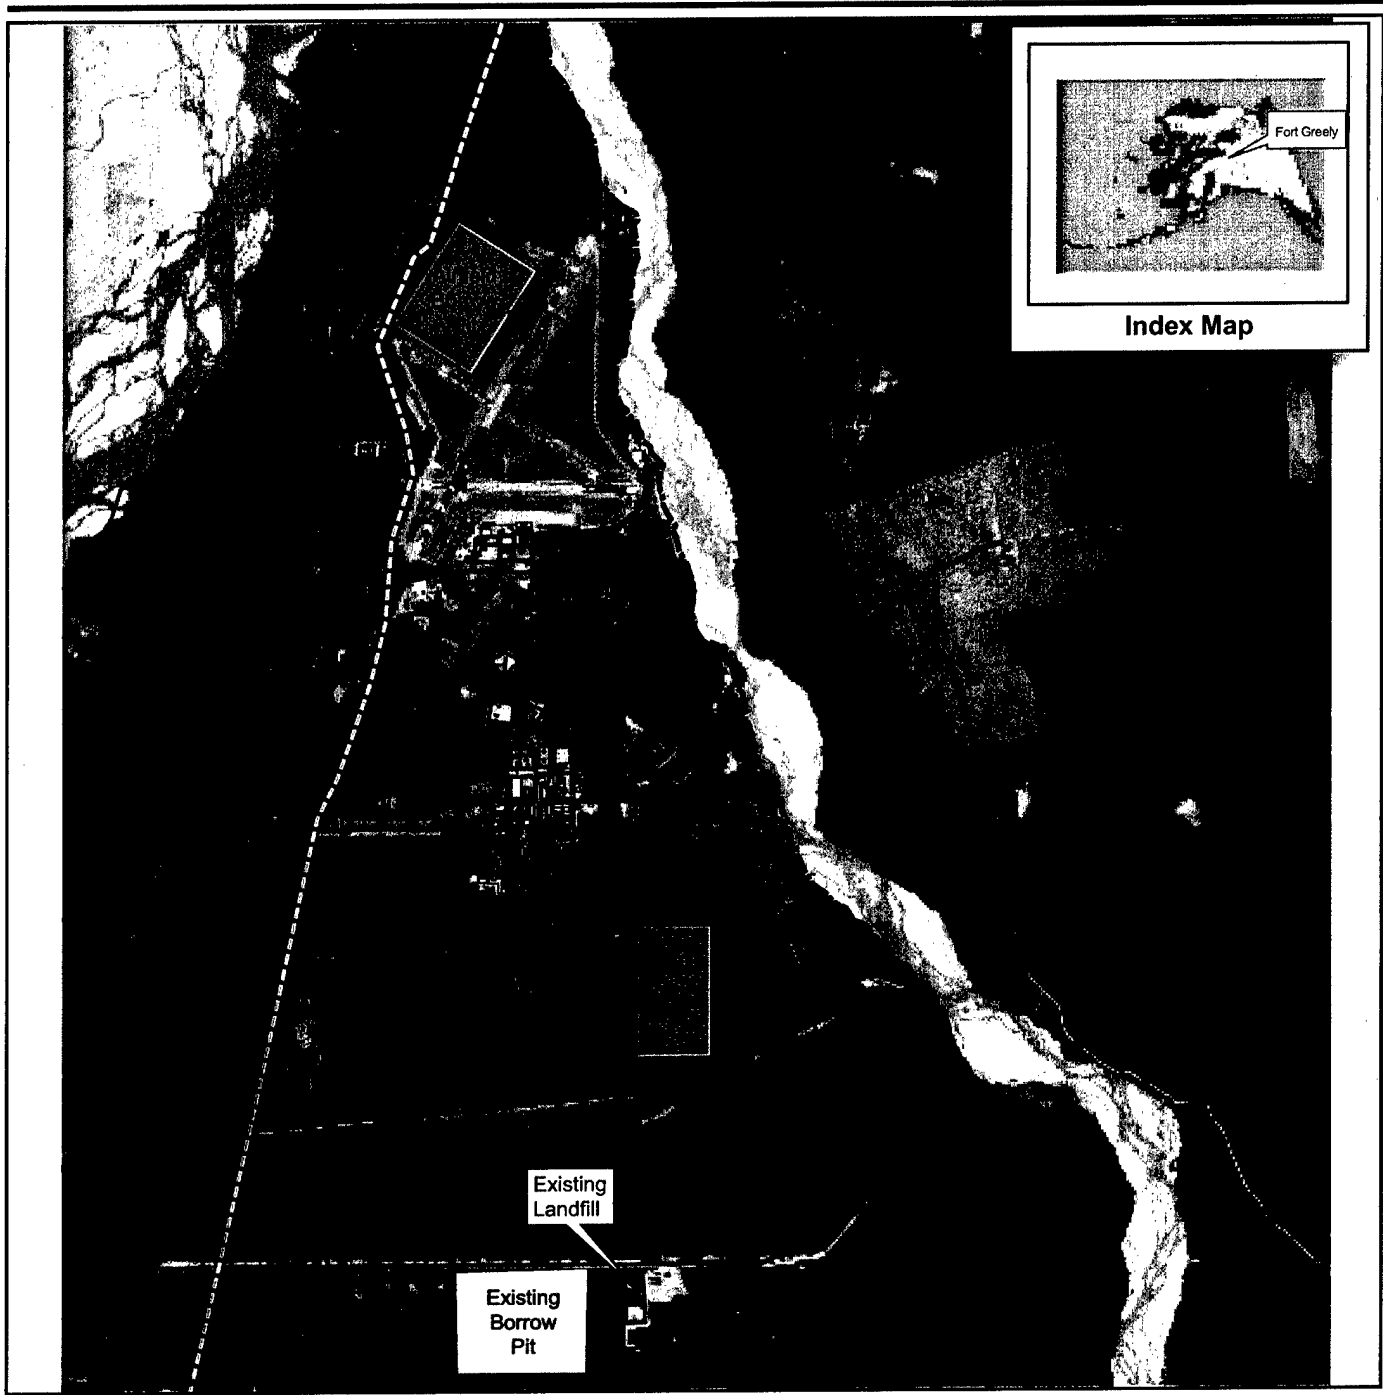 Fort Greely
Index Map
Existing
Landfill
Existing
Borrow
Pit